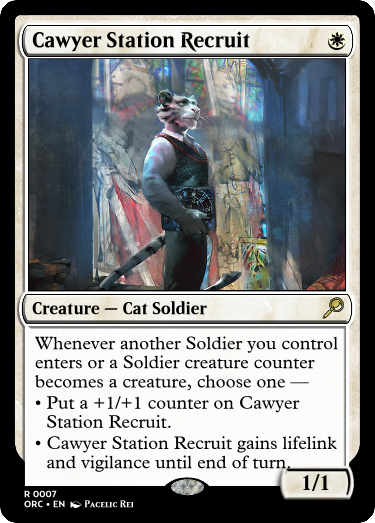 Cawyer Station Recruit
Creature — Cat Soldier
Whenever another Soldier you control
enters or a Soldier creature counter
becomes a creature, choose one —
• Put a +1/+1 counter on Cawyer
Station Recruit.
• Cawyer Station Recruit gains lifelink
and vigilance until end of turn.
1/1
R 0007
ORC • EN Pacelic Rei